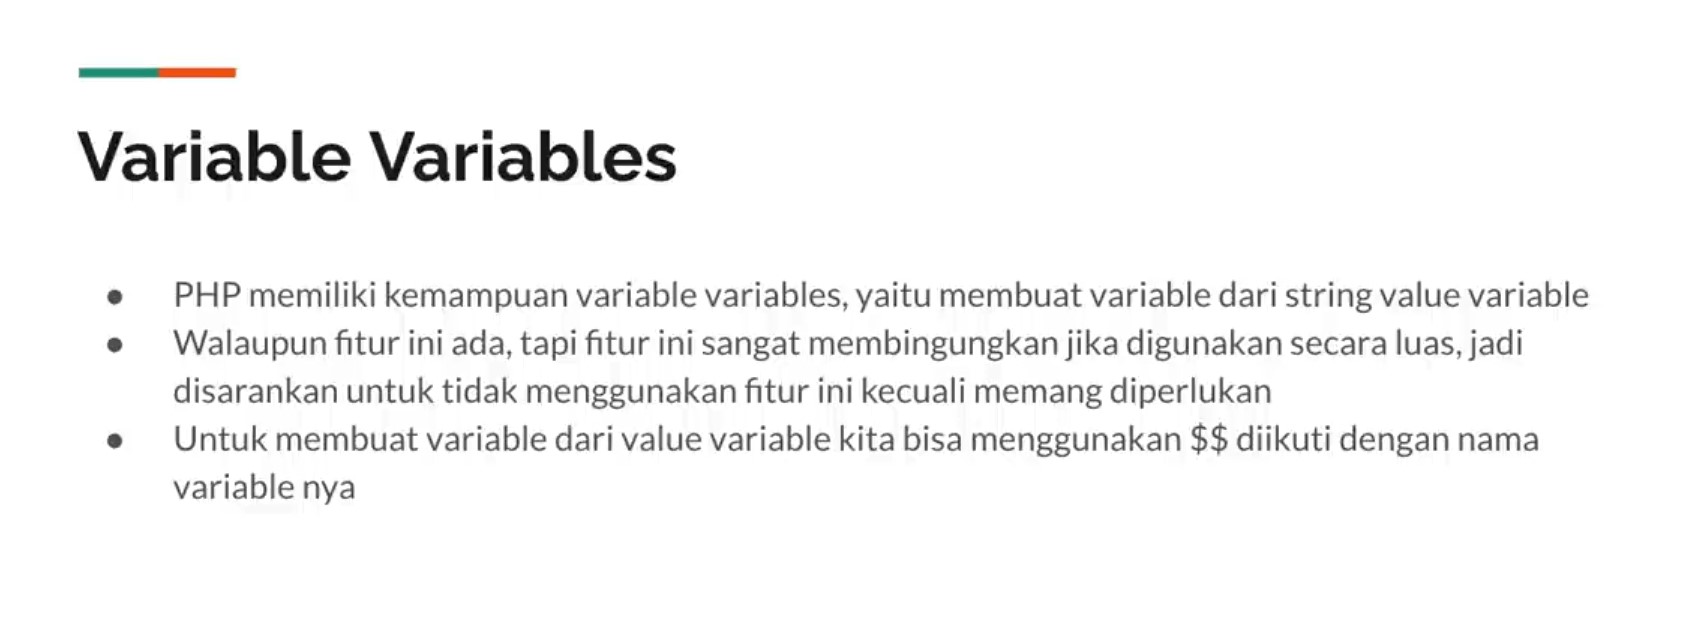 Variable Variables
● PHP memiliki kemampuan variable variables, yaitu membuat variable dari string value variable
● Walaupun fitur ini ada, tapi fitur ini sangat membingungkan jika digunakan secara luas, jadi
disarankan untuk tidak menggunakan fitur ini kecuali memang diperlukan
● Untuk membuat variable dari value variable kita bisa menggunakan $$ diikuti dengan nama
variable nya